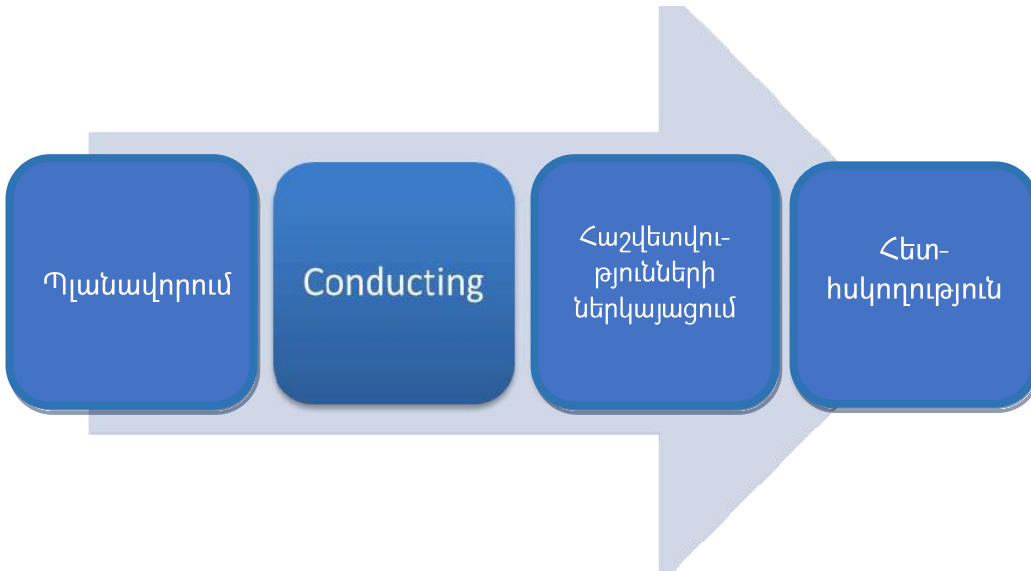 Պլանավորում
Conducting
Հաշվետվու-
թյունների
ներկայացում
Հետ-
հսկողություն